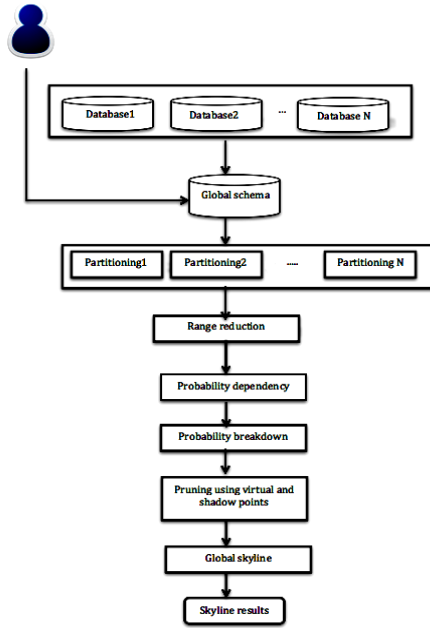 Database1
Database2
...
Database N
Global schema
Partitioning1
Partitioning2
.....
Partitioning N
Range reduction
Probability dependency
Probability breakdown
Pruning using virtual and
shadow points
Global skyline
Skyline results